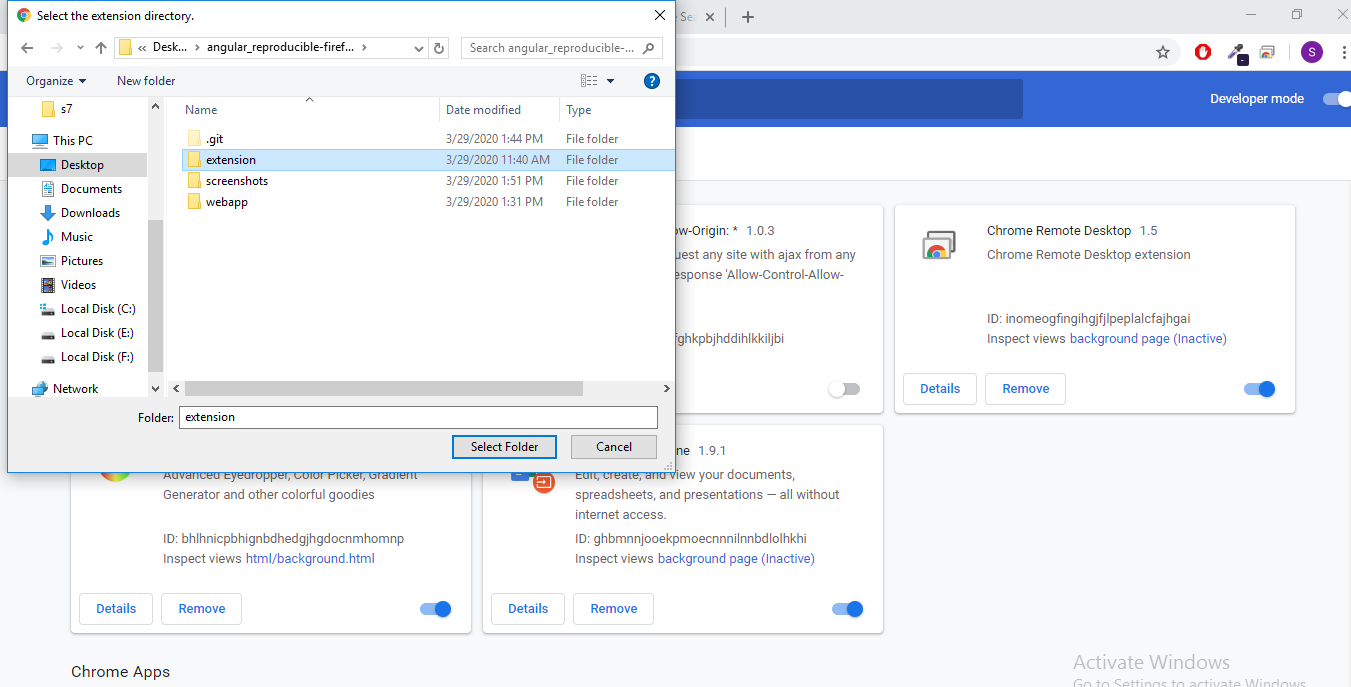 Select the extension directory.
« Desk... › angular_reproducible-firef... ›
Search angular_reproducible-...
Organize
New folder
?
s7
This PC
Desktop
Documents
Downloads
Music
Pictures
Videos
Local Disk (C:)
Local Disk (E:)
Local Disk (F:)
Network
Name Date modified Type
.git 3/29/2020 1:44 PM File folder
extension 3/29/2020 11:40 AM File folder
screenshots 3/29/2020 1:51 PM File folder
webapp 3/29/2020 1:31 PM File folder
Folder: extension
Select Folder Cancel
S
Developer mode
ow-Origin: * 1.0.3
uest any site with ajax from any
esponse 'Allow-Control-Allow-
fghkpbjhddihlkkiljbi
Chrome Remote Desktop 1.5
Chrome Remote Desktop extension
ID: inomeogfingihgjfjlpeplalcfajhgai
Inspect views background page (Inactive)
Details Remove
Advanced Eyedropper, Color Picker, Gradient
Generator and other colorful goodies
ID: bhlhnicpbhignbdhedgjhgdocnmhomnp
Inspect views html/background.html
Details Remove
ne 1.9.1
Edit, create, and view your documents,
spreadsheets, and presentations — all without
internet access.
ID: ghbmnnjooekpmoecnnnilnnbdlolhkhi
Inspect views background page (Inactive)
Details Remove
Chrome Apps
Activate Windows
Go to Settings to activate Windows